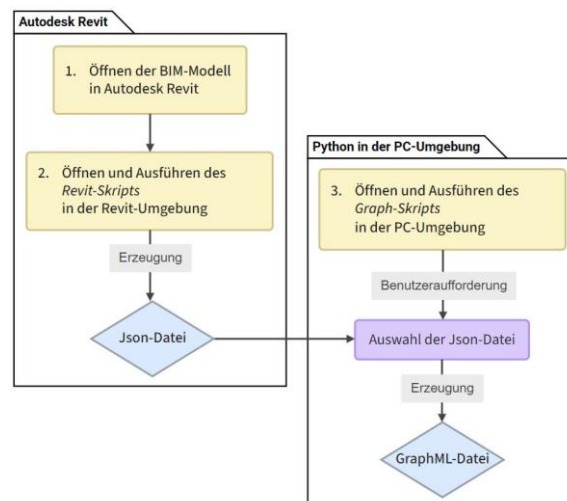 Autodesk Revit
1. Öffnen der BIM-Modell
in Autodesk Revit
2. Öffnen und Ausführen des
Revit-Skripts
in der Revit-Umgebung
Erzeugung
Json-Datei
Python in der PC-Umgebung
3. Öffnen und Ausführen des
Graph-Skripts
in der PC-Umgebung
Benutzeraufforderung
Auswahl der Json-Datei
Erzeugung
GraphML-Datei